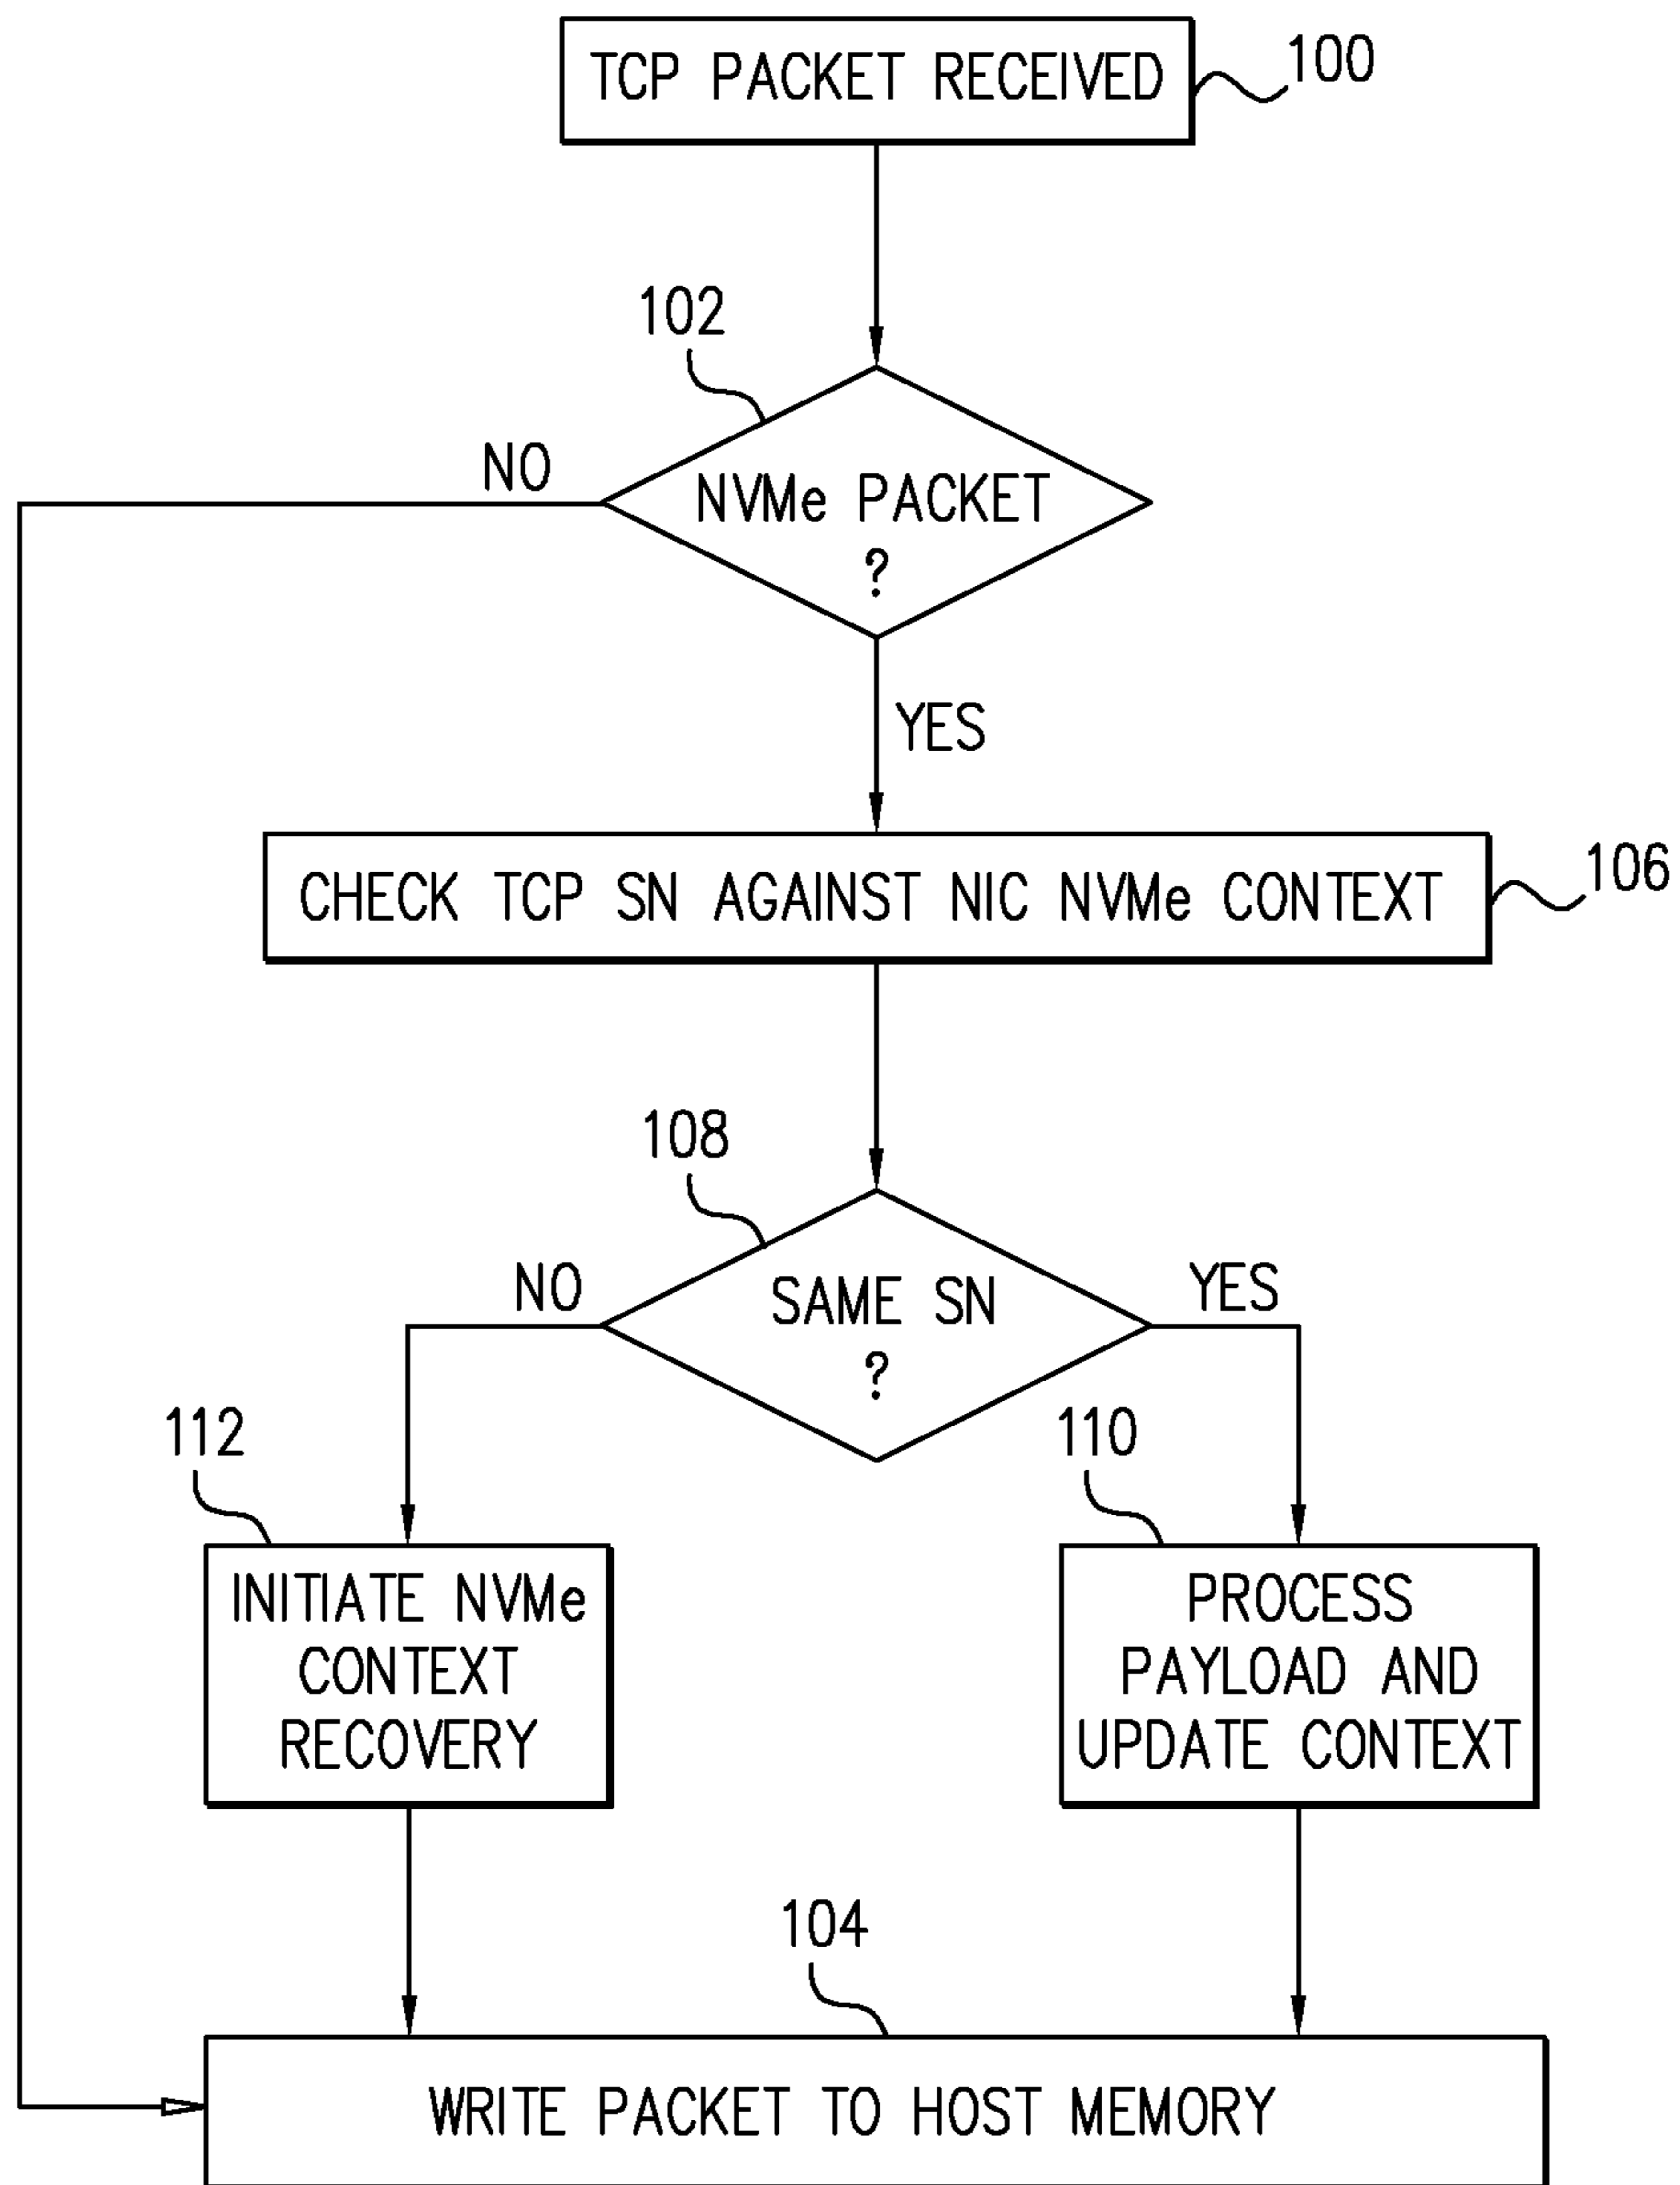 TCP PACKET RECEIVED
100
102
NVMe PACKET
?
NO
YES
CHECK TCP SN AGAINST NIC NVMe CONTEXT
106
108
SAME SN
?
NO
YES
112
INITIATE NVMe
CONTEXT
RECOVERY
110
PROCESS
PAYLOAD AND
UPDATE CONTEXT
104
WRITE PACKET TO HOST MEMORY